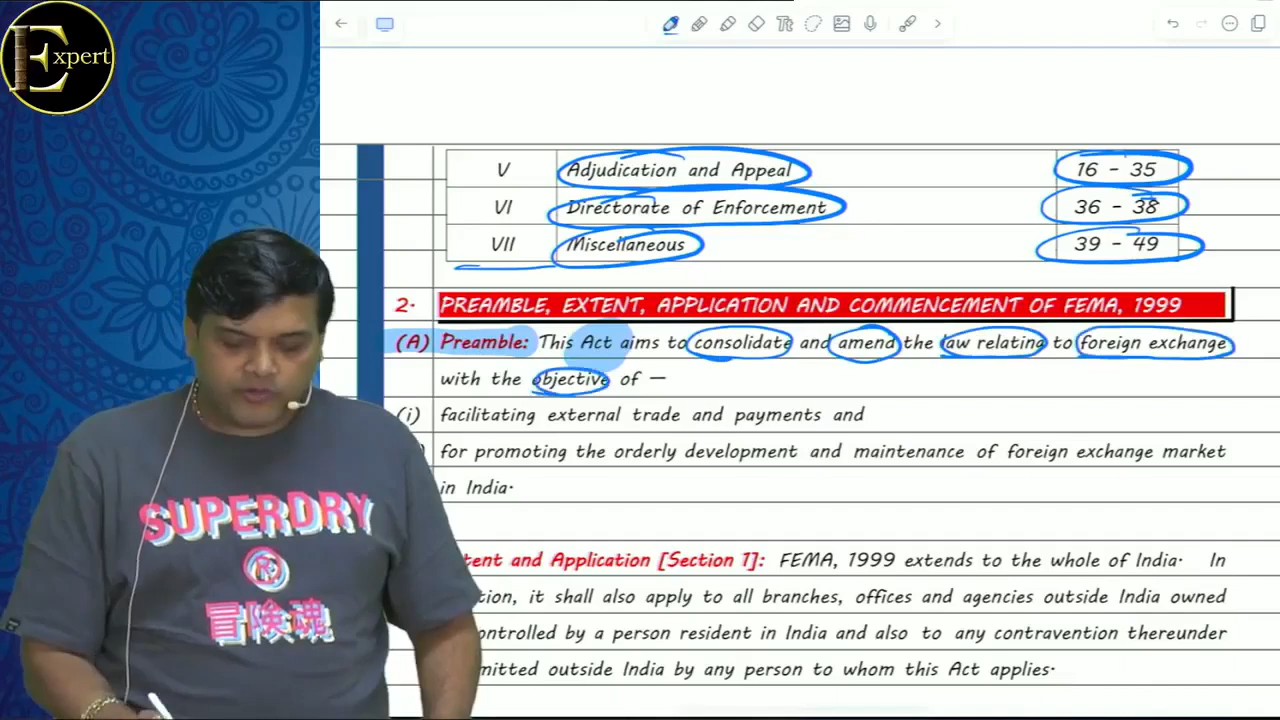 Expert
V Adjudication and Appeal 16 - 35
VI Directorate of Enforcement 36 - 38
VII Miscellaneous 39 - 49
2. PREAMBLE, EXTENT, APPLICATION AND COMMENCEMENT OF FEMA, 1999
(A) Preamble: This Act aims to consolidate and amend the law relating to foreign exchange
with the objective of —
(i) facilitating external trade and payments and
for promoting the orderly development and maintenance of foreign exchange market
in India.
and Application [Section 1]: FEMA, 1999 extends to the whole of India. In
it shall also apply to all branches, offices and agencies outside India owned
by a person resident in India and also to any contravention thereunder
outside India by any person to whom this Act applies.
SUPERDRY
®
冒険魂